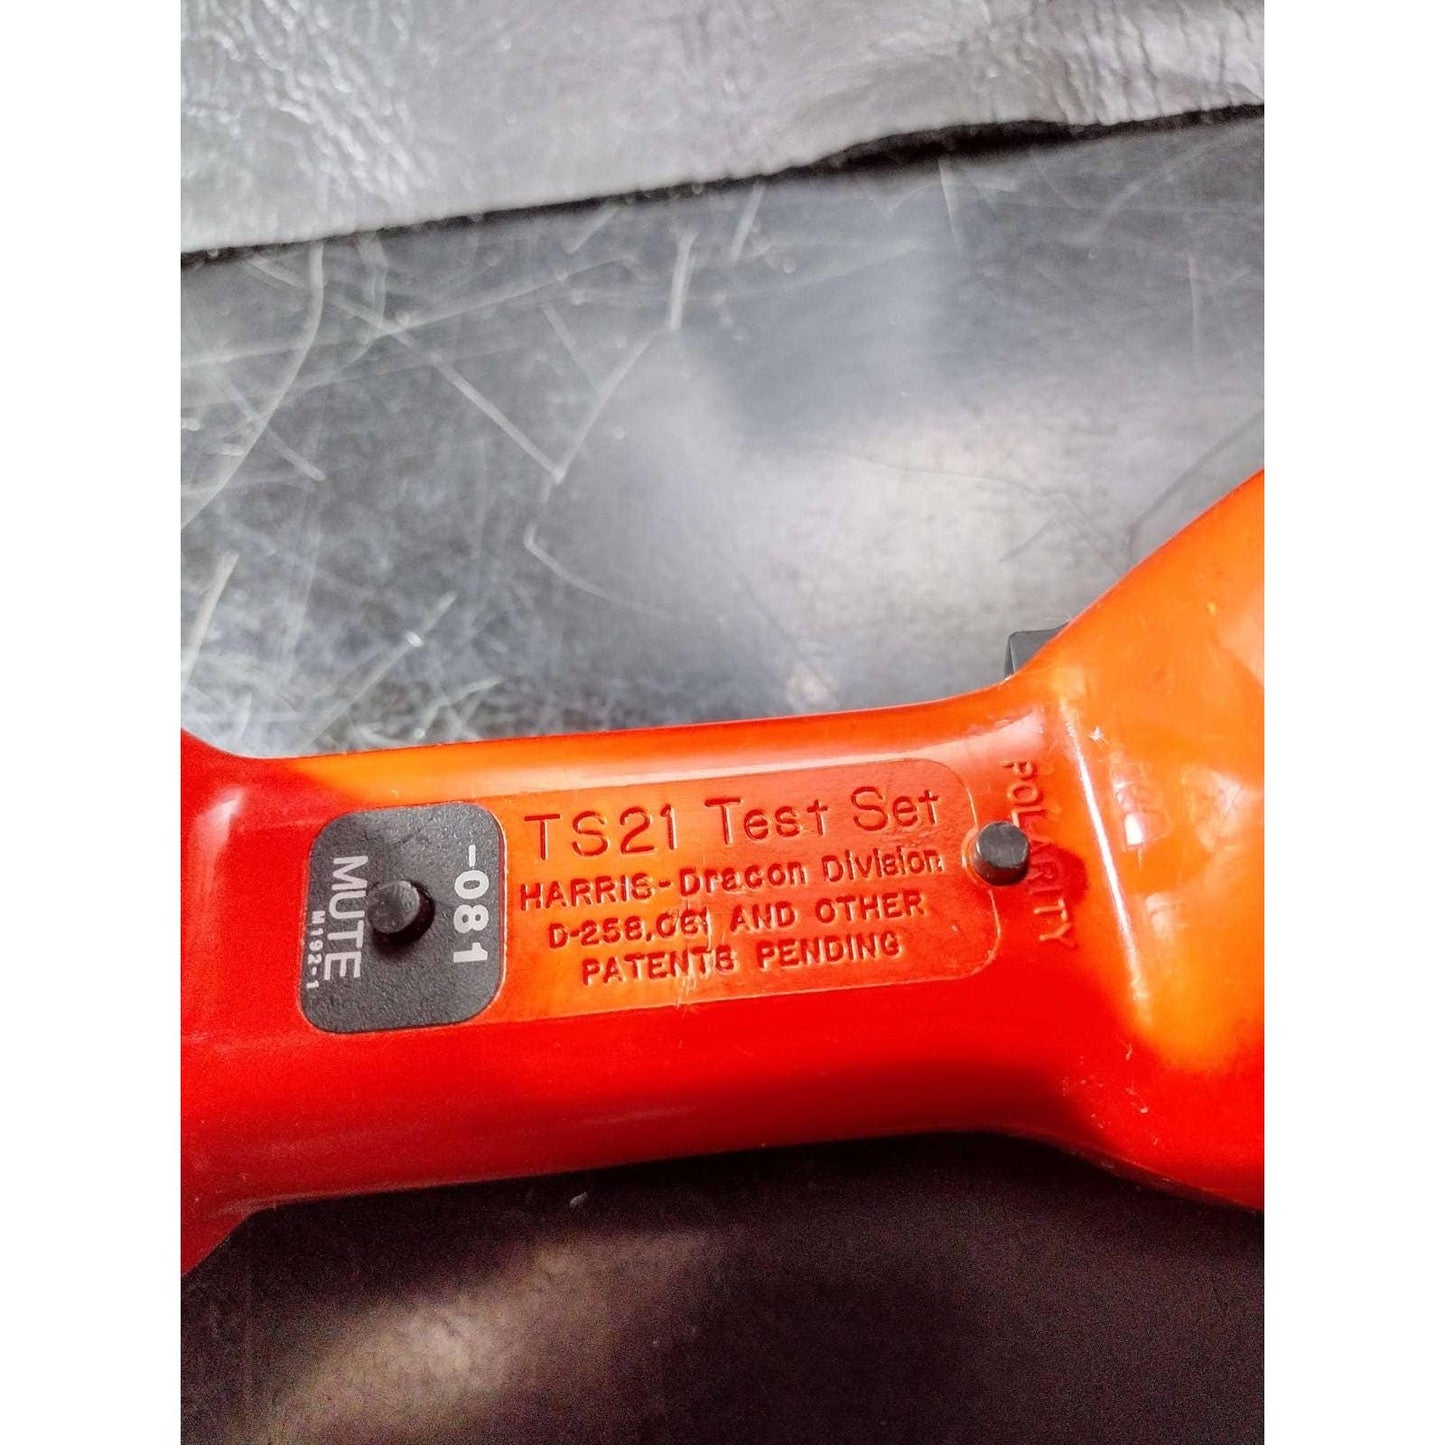 TS21 Test Set
HARRIS-Dracon Division
D-258,061 AND OTHER
PATENTS PENDING
-081
MUTE
M192-1
POLARITY